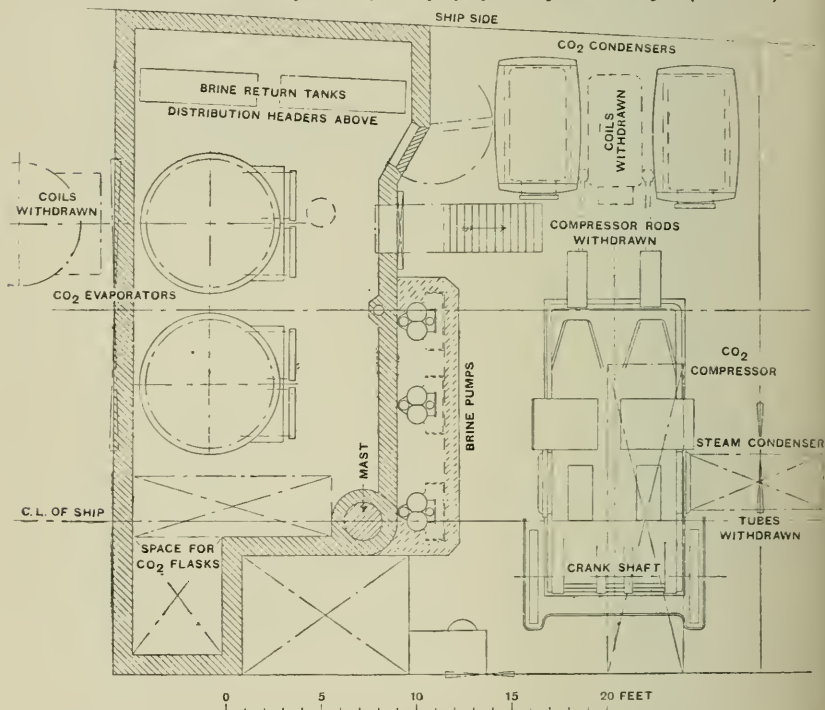 SHIP SIDE
CO2 CONDENSERS
BRINE RETURN TANKS
DISTRIBUTION HEADERS ABOVE
COILS
WITHDRAWN
COILS
WITHDRAWN
COMPRESSOR RODS
WITHDRAWN
CO2 EVAPORATORS
BRINE PUMPS
CO2
COMPRESSOR
MAST
STEAM CONDENSER
C.L. OF SHIP
TUBES
WITHDRAWN
SPACE FOR
CO2 FLASKS
CRANK SHAFT
0 5 10 15 20 FEET